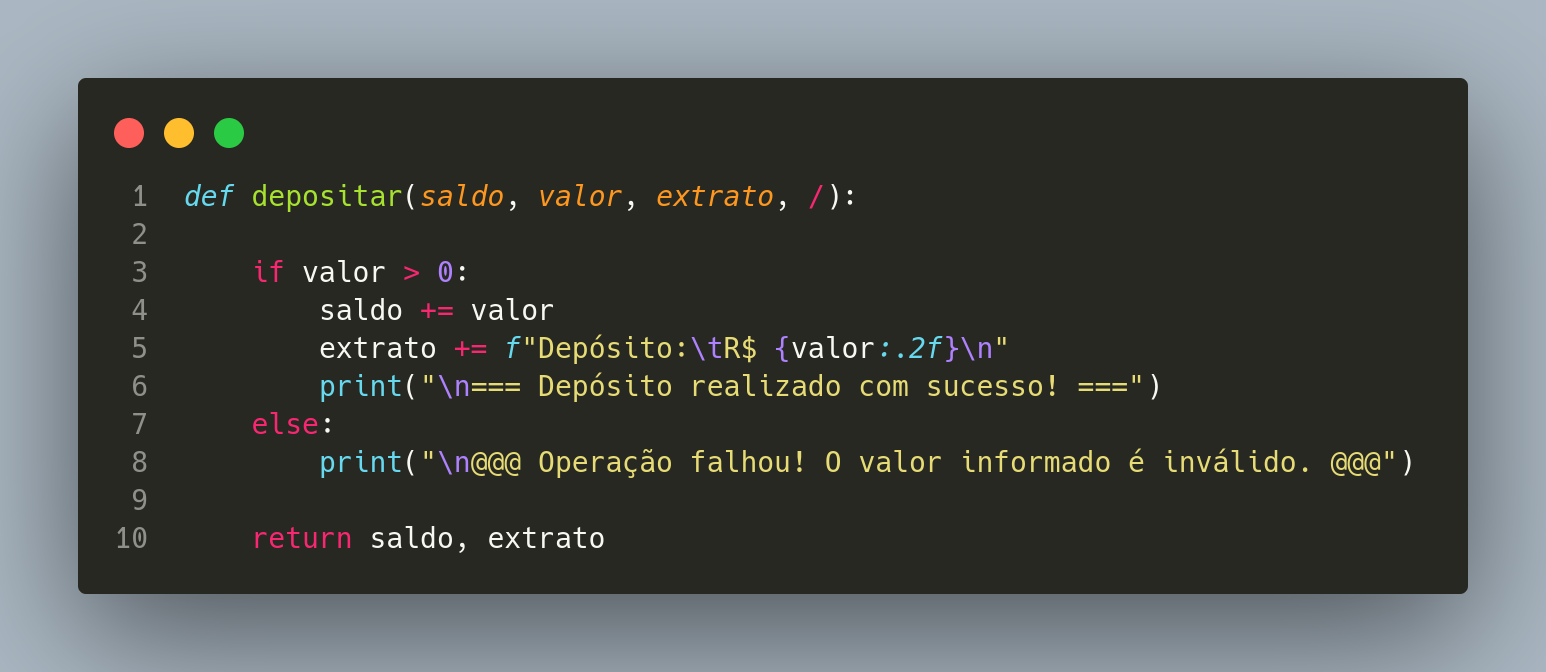 1 def depositar(saldo, valor, extrato, /):
2
3     if valor > 0:
4         saldo += valor
5         extrato += f"Depósito:\tR$ {valor:.2f}\n"
6         print("\n=== Depósito realizado com sucesso! ===")
7     else:
8         print("\n@@@ Operação falhou! O valor informado é inválido. @@@")
9
10     return saldo, extrato